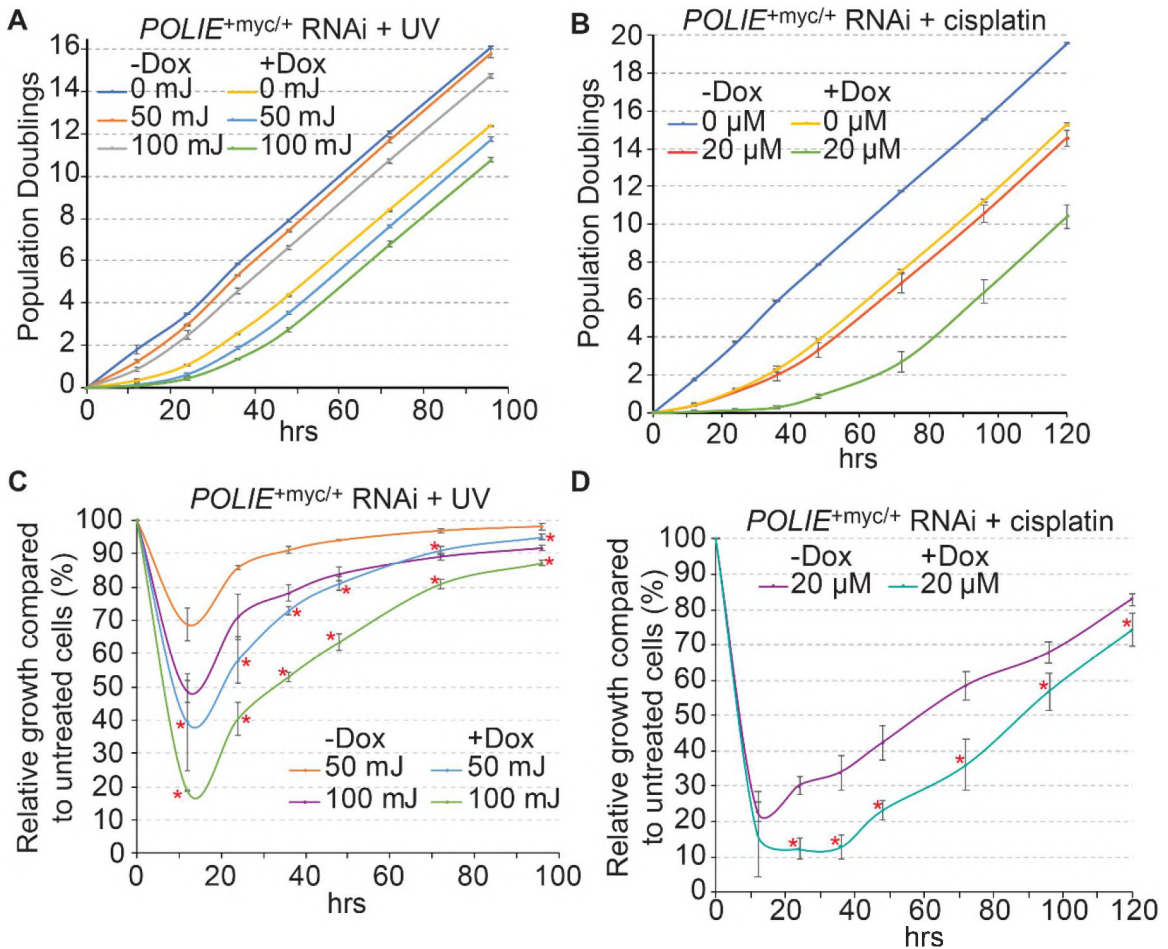 A
POLIE+myc/+ RNAi + UV
-Dox +Dox
0 mJ 0 mJ
50 mJ 50 mJ
100 mJ 100 mJ
Population Doublings
16
14
12
10
8
6
4
2
0
0 20 40 60 80 100
hrs
B
POLIE+myc/+ RNAi + cisplatin
-Dox +Dox
0 μM 0 μM
20 μM 20 μM
Population Doublings
20
18
16
14
12
10
8
6
4
2
0
0 20 40 60 80 100 120
hrs
C
POLIE+myc/+ RNAi + UV
Relative growth compared
to untreated cells (%)
100
90
80
70
60
50
40
30
20
10
0
* * * * * *
* * * * * *
-Dox +Dox
50 mJ 50 mJ
100 mJ 100 mJ
0 20 40 60 80 100
hrs
D
POLIE+myc/+ RNAi + cisplatin
-Dox +Dox
20 μM 20 μM
Relative growth compared
to untreated cells (%)
100
90
80
70
60
50
40
30
20
10
0
* * * * * *
0 20 40 60 80 100 120
hrs